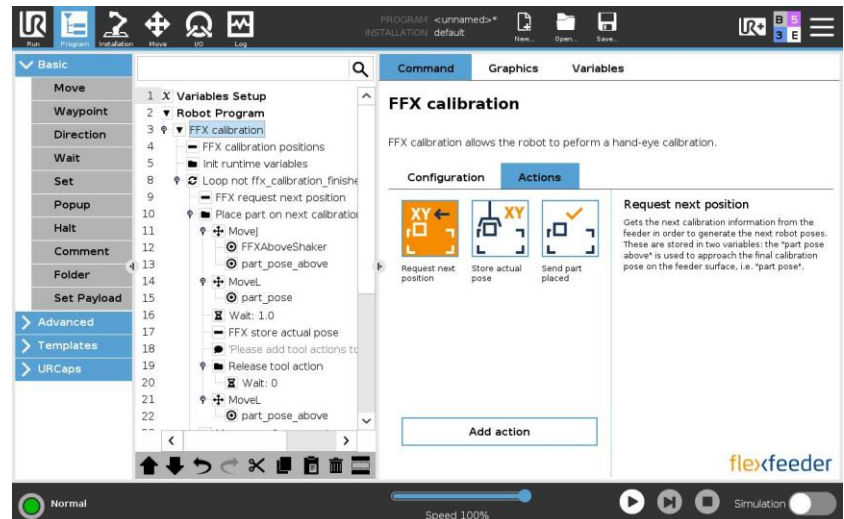 PROGRAM <unnamed>*
INSTALLATION default
Run
Program
Installation
Move
I/O
Log
New...
Open...
Save...
UR+
B S
3 E
Basic
Move
Waypoint
Direction
Wait
Set
Popup
Halt
Comment
Folder
Set Payload
Advanced
Templates
URCaps
1 X Variables Setup
2 Robot Program
3 FFX calibration
4 FFX calibration positions
5 Init runtime variables
8 Loop not ffx_calibration_finishe
9 FFX request next position
10 Place part on next calibration
11 MoveJ
12 FFXAboveShaker
13 part_pose_above
14 MoveL
15 part_pose
16 Wait: 1.0
17 FFX store actual pose
18 'Please add tool actions to
19 Release tool action
20 Wait: 0
21 MoveL
22 part_pose_above
Command Graphics Variables
FFX calibration
FFX calibration allows the robot to peform a hand-eye calibration.
Configuration Actions
XY
Request next
position
XY
Store actual
pose
Send part
placed
Request next position
Gets the next calibration information from the
feeder in order to generate the next robot poses.
These are stored in two variables: the "part pose
above" is used to approach the final calibration
pose on the feeder surface, i.e. "part pose".
Add action
flexfeeder
Normal
Speed 100%
Simulation